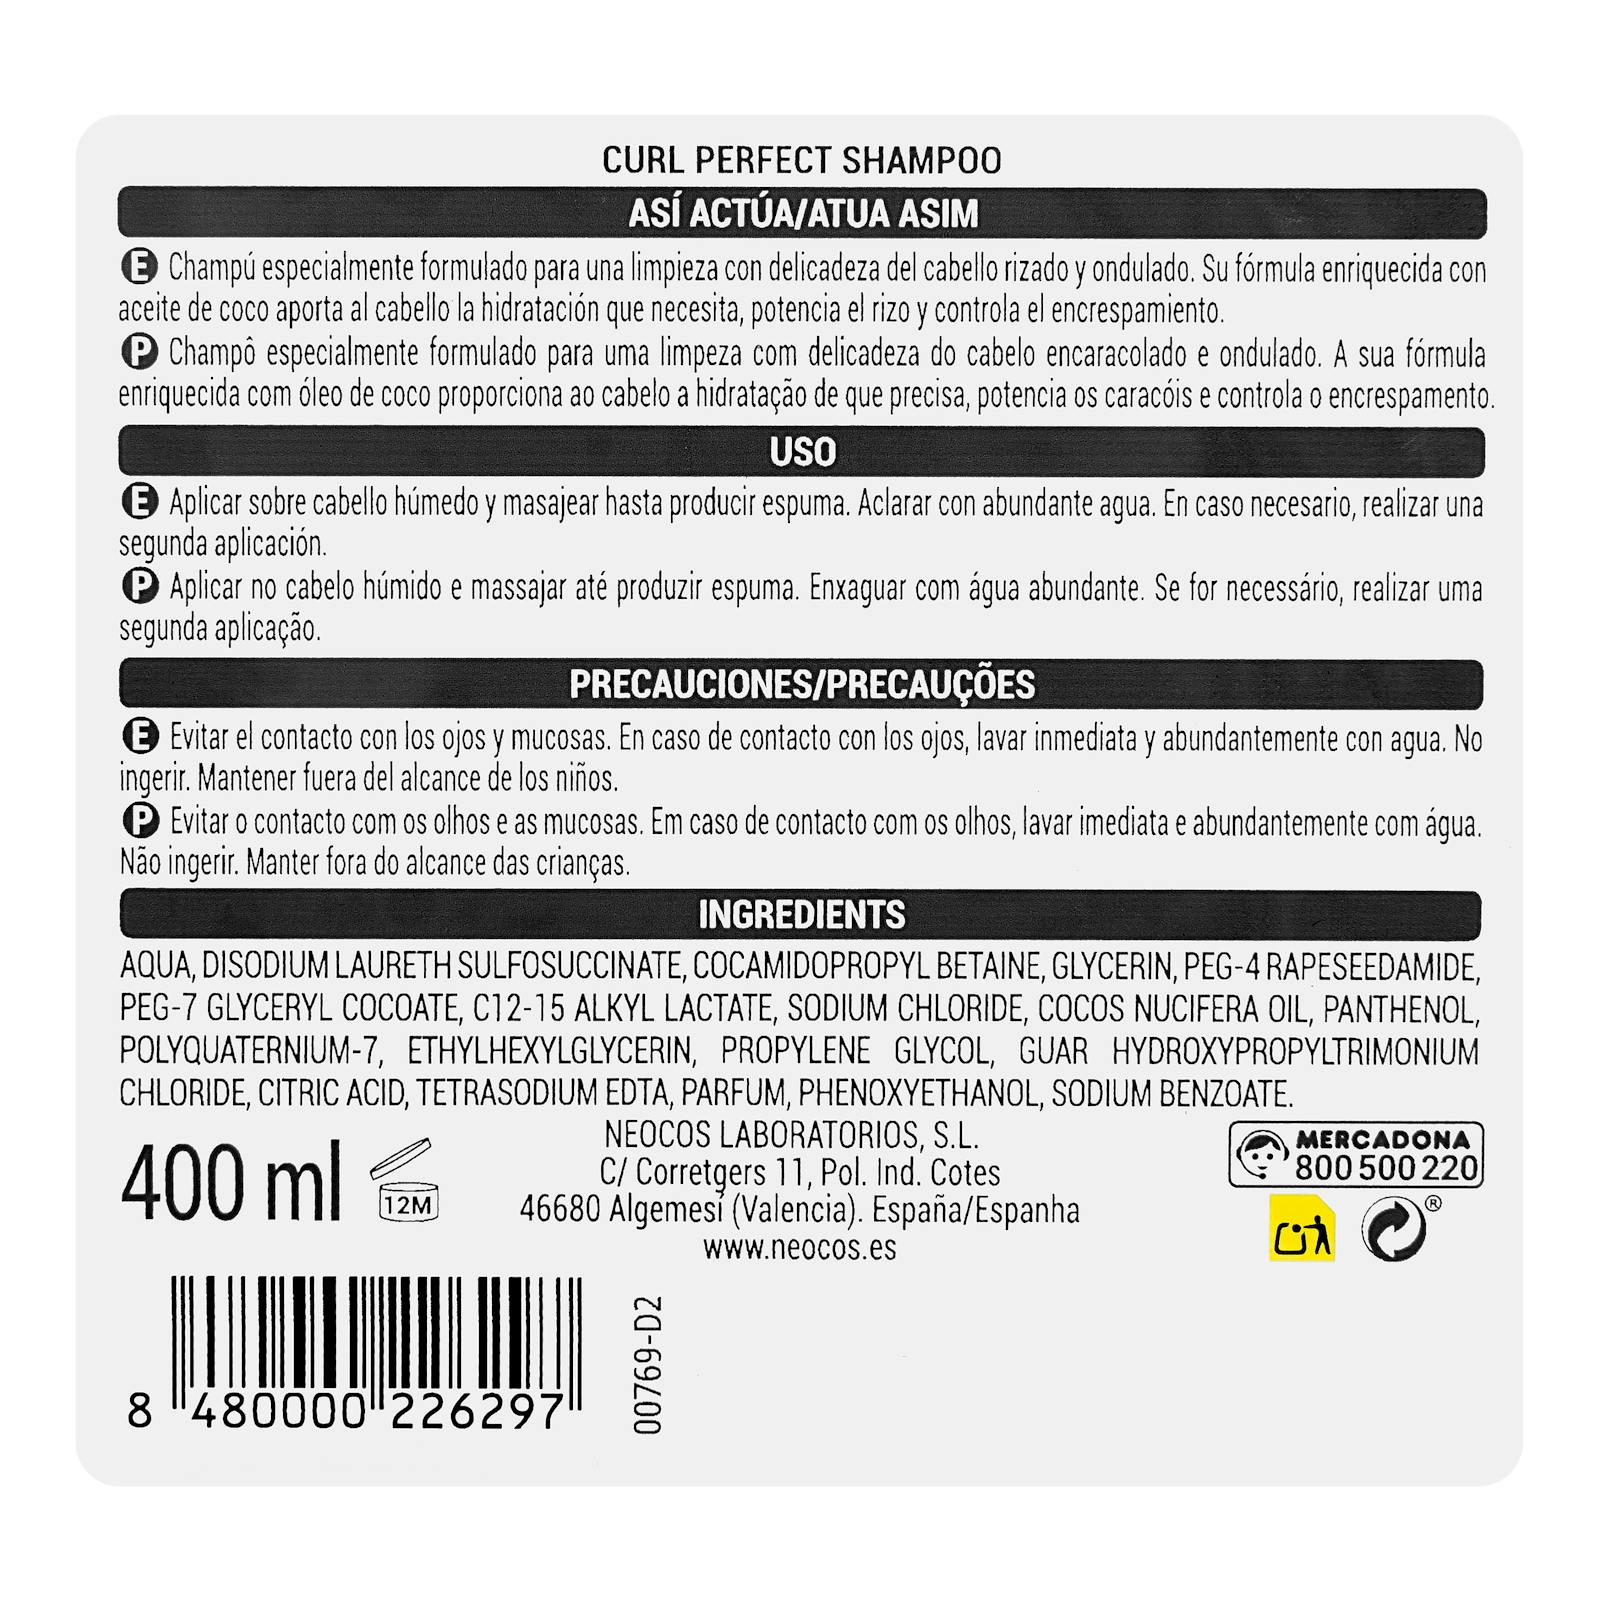 CURL PERFECT SHAMPOO
ASÍ ACTÚA/ATUA ASIM
E Champú especialmente formulado para una limpieza con delicadeza del cabello rizado y ondulado. Su fórmula enriquecida con
aceite de coco aporta al cabello la hidratación que necesita, potencia el rizo y controla el encrespamiento.
P Champô especialmente formulado para uma limpeza com delicadeza do cabelo encaracolado e ondulado. A sua fórmula
enriquecida com óleo de coco proporciona ao cabelo a hidratação de que precisa, potencia os caracóis e controla o encrespamento.
USO
E Aplicar sobre cabello húmedo y masajear hasta producir espuma. Aclarar con abundante agua. En caso necesario, realizar una
segunda aplicación.
P Aplicar no cabelo húmido e massajar até produzir espuma. Enxaguar com água abundante. Se for necessário, realizar uma
segunda aplicação.
PRECAUCIONES/PRECAUÇÕES
E Evitar el contacto con los ojos y mucosas. En caso de contacto con los ojos, lavar inmediata y abundantemente con agua. No
ingerir. Mantener fuera del alcance de los niños.
P Evitar o contacto com os olhos e as mucosas. Em caso de contacto com os olhos, lavar imediata e abundantemente com água.
Não ingerir. Manter fora do alcance das crianças.
INGREDIENTS
AQUA, DISODIUM LAURETH SULFOSUCCINATE, COCAMIDOPROPYL BETAINE, GLYCERIN, PEG-4 RAPESEEDAMIDE,
PEG-7 GLYCERYL COCOATE, C12-15 ALKYL LACTATE, SODIUM CHLORIDE, COCOS NUCIFERA OIL, PANTHENOL,
POLYQUATERNIUM-7, ETHYLHEXYLGLYCERIN, PROPYLENE GLYCOL, GUAR HYDROXYPROPYLTRIMONIUM
CHLORIDE, CITRIC ACID, TETRASODIUM EDTA, PARFUM, PHENOXYETHANOL, SODIUM BENZOATE.
400 ml
12M
NEOCOS LABORATORIOS, S.L.
C/ Corretgers 11, Pol. Ind. Cotes
46680 Algemesí (Valencia). España/Espanha
www.neocos.es
MERCADONA
800 500 220
®
8 480000 226297
00769-D2